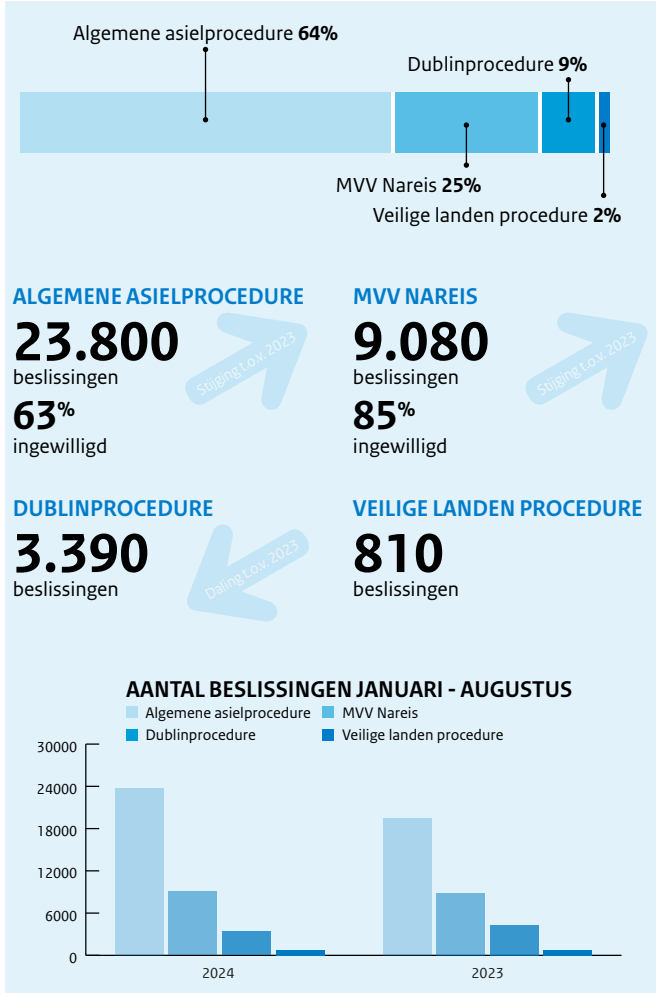 Algemene asielprocedure 64%
Dublinprocedure 9%
MVV Nareis 25%
Veilige landen procedure 2%
ALGEMENE ASIELPROCEDURE
23.800
beslissingen
63%
ingewilligd
Stijging t.o.v. 2023
MVV NAREIS
9.080
beslissingen
85%
ingewilligd
Stijging t.o.v. 2023
DUBLINPROCEDURE
3.390
beslissingen
Daling t.o.v. 2023
VEILIGE LANDEN PROCEDURE
810
beslissingen
AANTAL BESLISSINGEN JANUARI - AUGUSTUS
Algemene asielprocedure MVV Nareis
Dublinprocedure Veilige landen procedure
30000
24000
18000
12000
6000
0
2024 2023